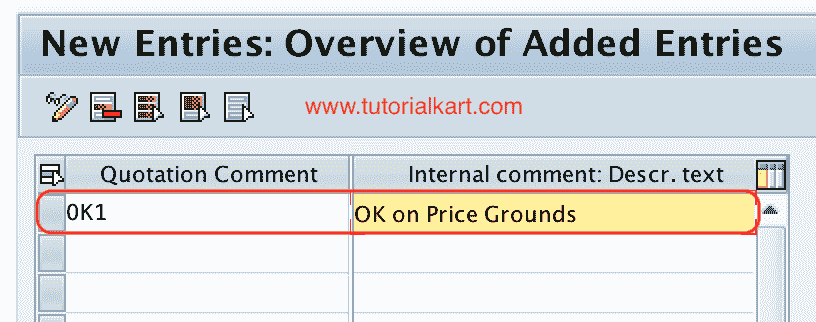 New Entries: Overview of Added Entries
www.tutorialkart.com
Quotation Comment Internal comment: Descr. text
0K1 OK on Price Grounds